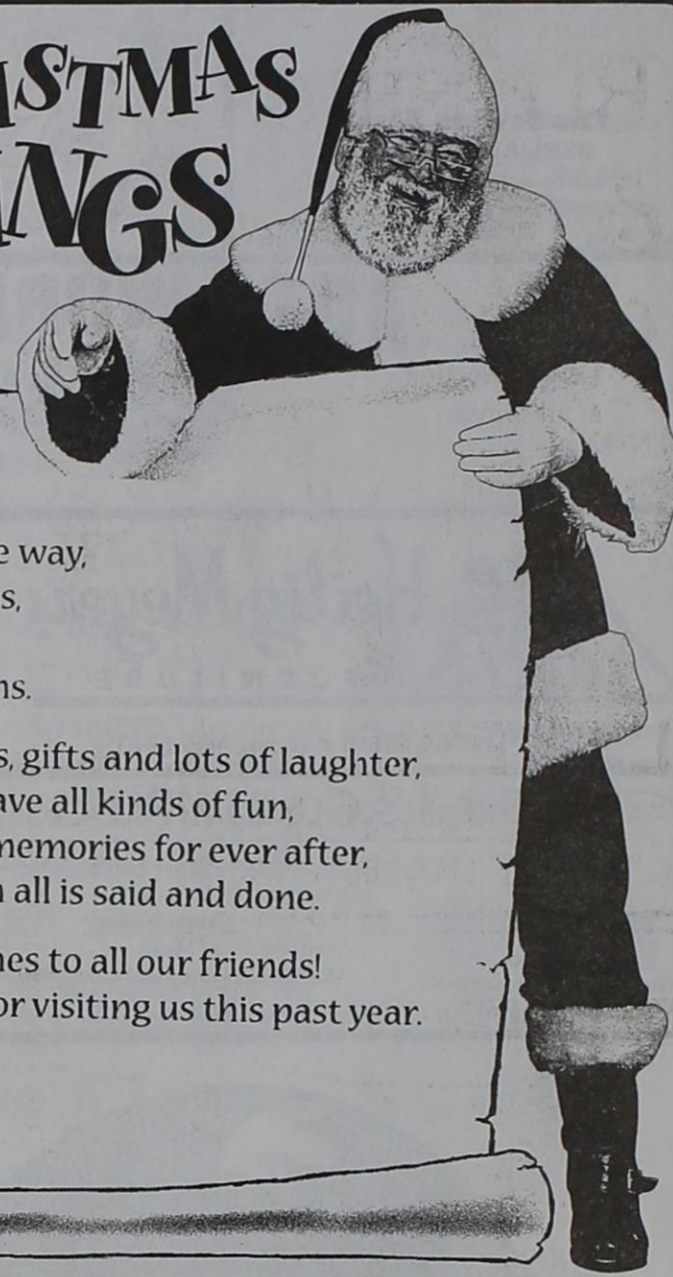 ISTMAS
NGS
e way,
s,
ns.
s, gifts and lots of laughter,
ave all kinds of fun,
memories for ever after,
n all is said and done.
hes to all our friends!
or visiting us this past year.